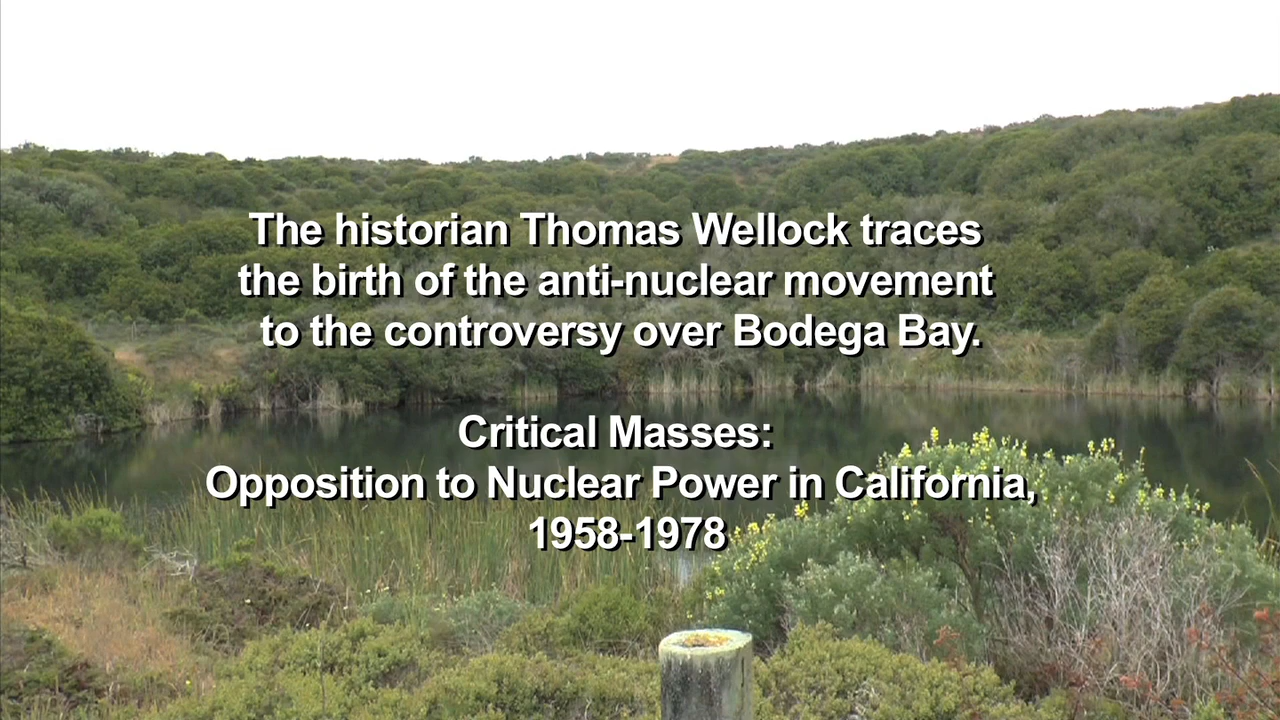 The historian Thomas Wellock traces
the birth of the anti-nuclear movement
to the controversy over Bodega Bay.
Critical Masses:
Opposition to Nuclear Power in California,
1958-1978